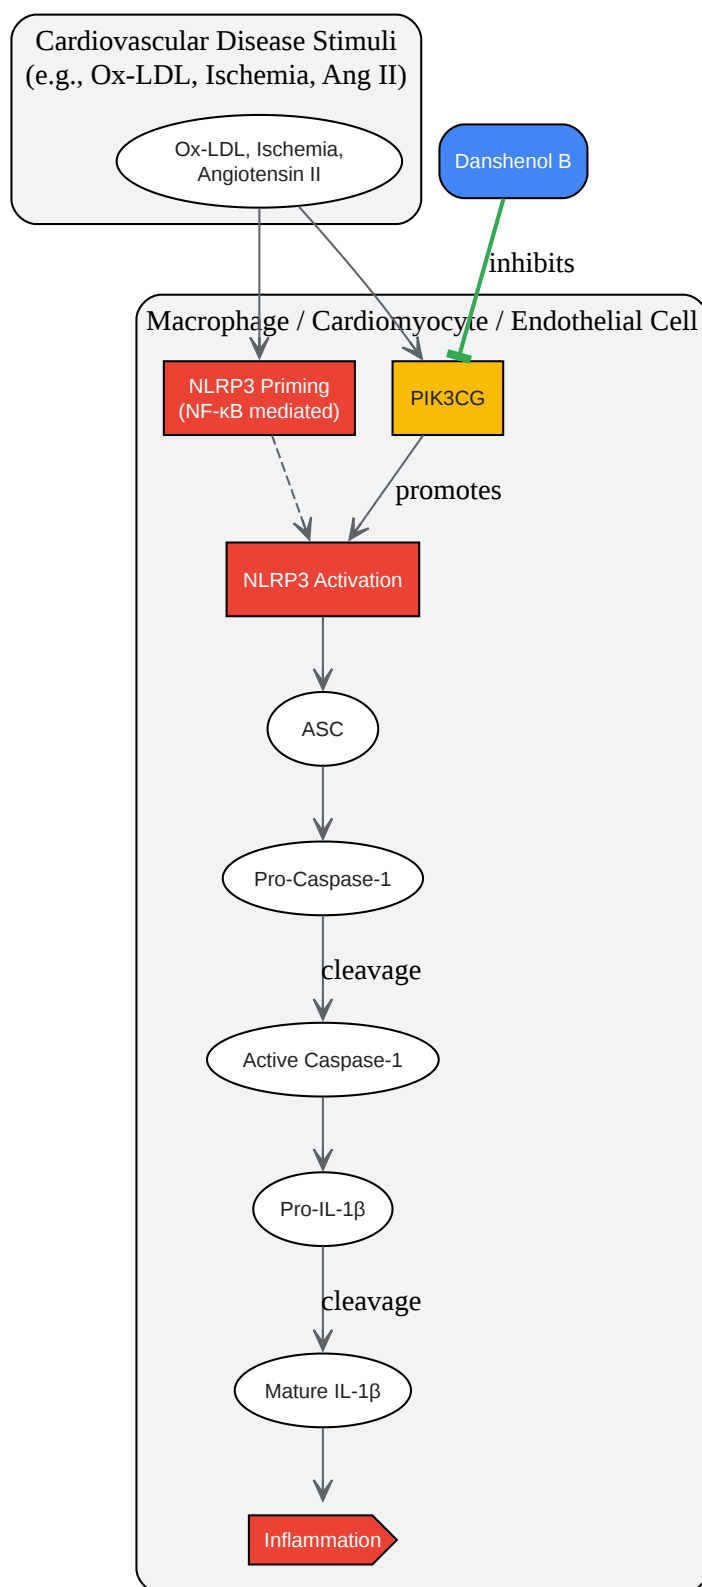 Cardiovascular Disease Stimuli
(e.g., Ox-LDL, Ischemia, Ang II)
Ox-LDL, Ischemia,
Angiotensin II
Danshenol B
inhibits
Macrophage / Cardiomyocyte / Endothelial Cell
NLRP3 Priming
(NF-κB mediated)
PIK3CG
promotes
NLRP3 Activation
ASC
Pro-Caspase-1
cleavage
Active Caspase-1
Pro-IL-1β
cleavage
Mature IL-1β
Inflammation